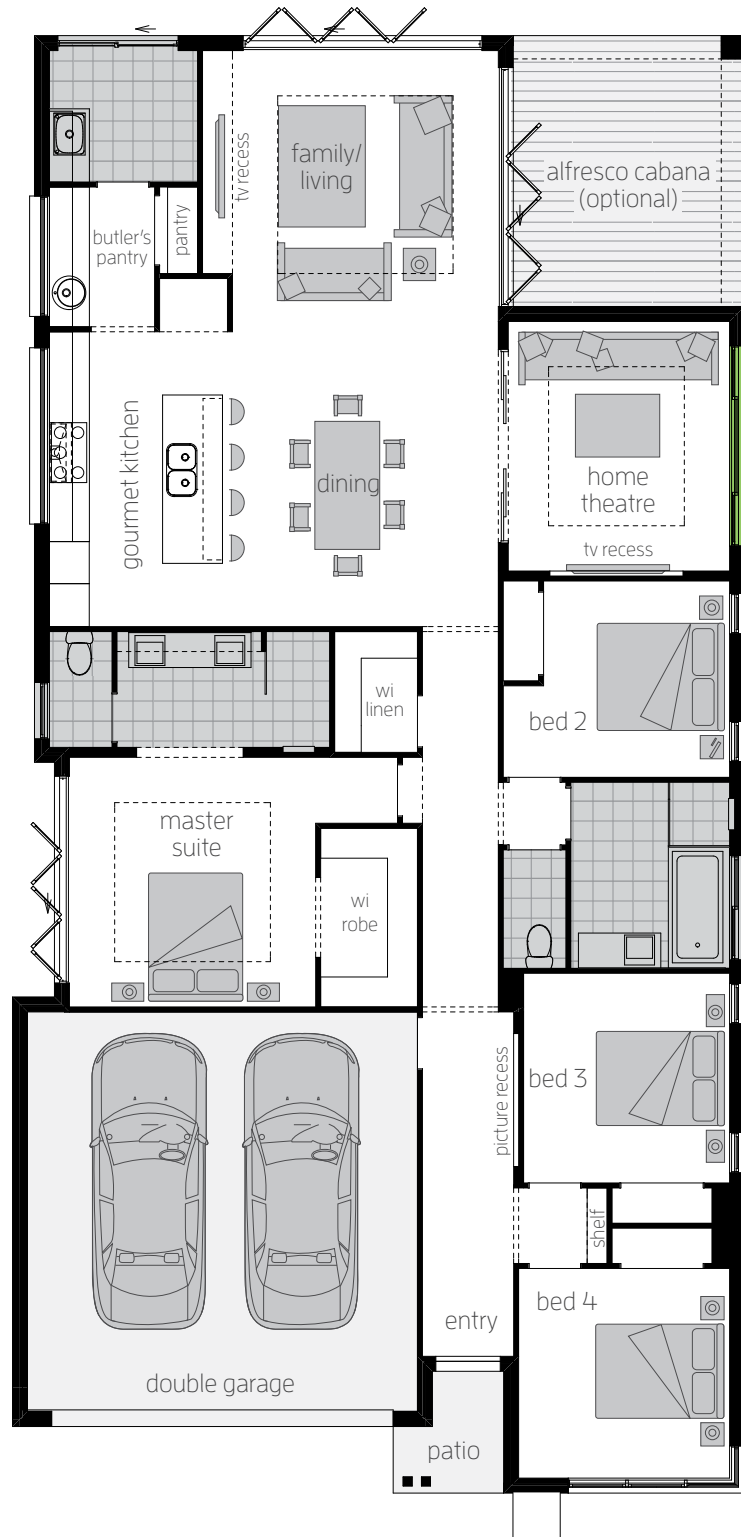 tv recess
family/
living
alfresco cabana
(optional)
butler's
pantry
pantry
gourmet kitchen
dining
home
theatre
tv recess
wi
linen
bed 2
master
suite
wi
robe
picture recess
bed 3
shelf
bed 4
entry
double garage
patio